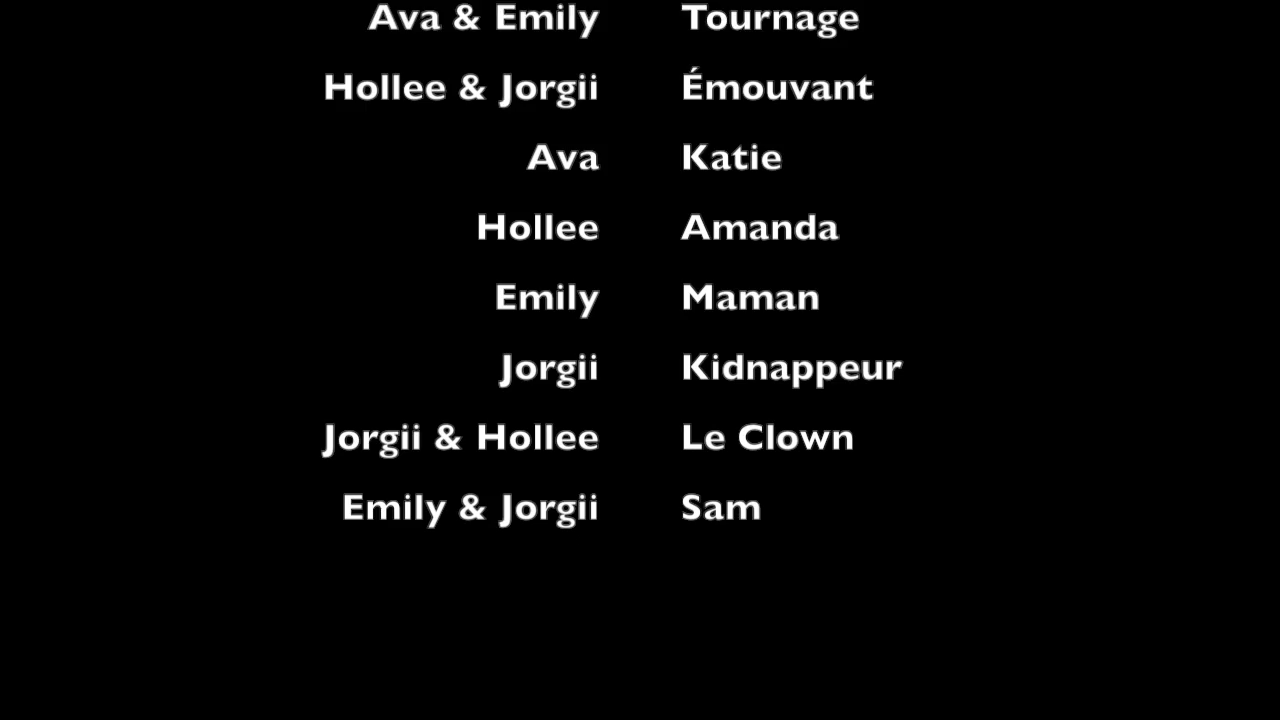 Ava & Emily Tournage
Hollee & Jorgii Émouvant
Ava Katie
Hollee Amanda
Emily Maman
Jorgii Kidnappeur
Jorgii & Hollee Le Clown
Emily & Jorgii Sam